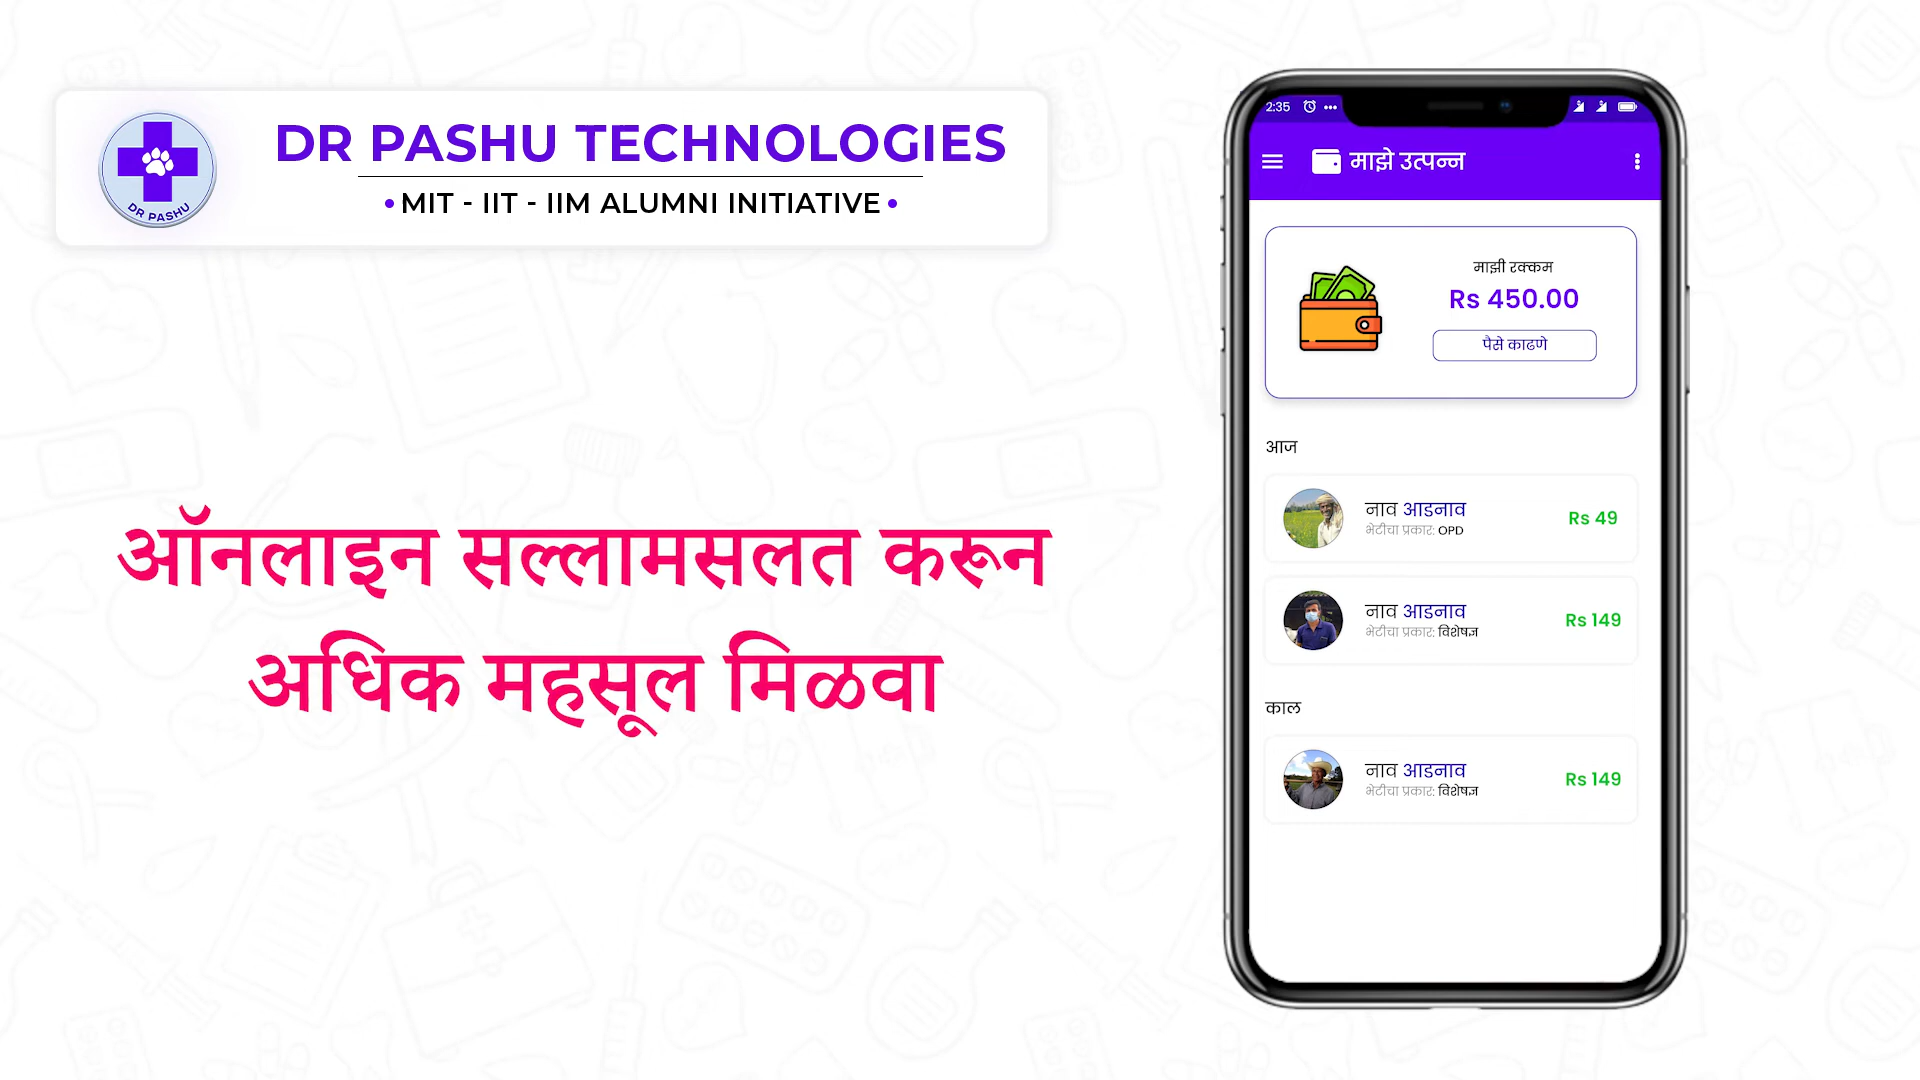 DR PASHU
DR PASHU TECHNOLOGIES
•MIT - IIT - IIM ALUMNI INITIATIVE•
ऑनलाइन सल्लामसलत करून
अधिक महसूल मिळवा
2:35
माझे उत्पन्न
माझी रक्कम
Rs 450.00
पैसे काढणे
आज
नाव आडनाव
भेटीचा प्रकार: OPD
Rs 49
नाव आडनाव
भेटीचा प्रकार: विशेषज्ञ
Rs 149
काल
नाव आडनाव
भेटीचा प्रकार: विशेषज्ञ
Rs 149